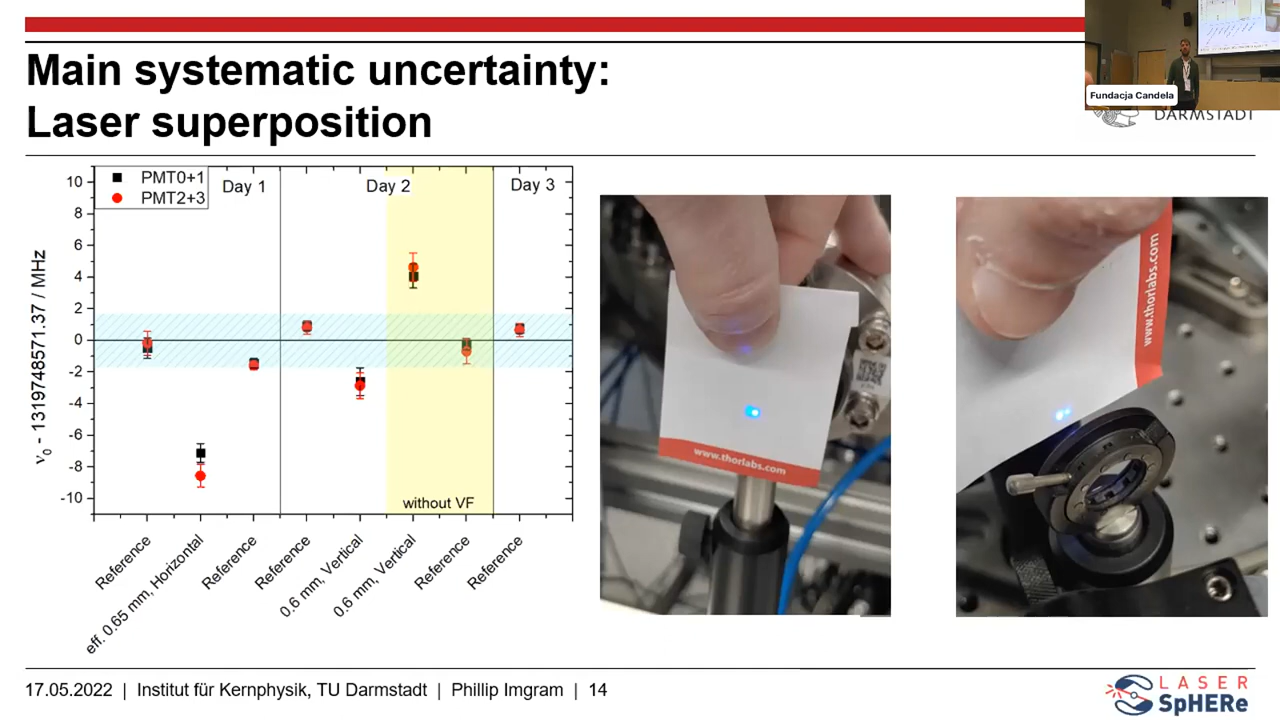 Main systematic uncertainty:
Laser superposition
Fundacja Candela
DARMSTADT
PMT0+1
PMT2+3
Day 1
Day 2
Day 3
10
8
6
4
2
0
-2
-4
-6
-8
-10
ν0 - 1319748571.37 / MHz
without VF
Reference
eff. 0.65 mm, Horizontal
Reference
Reference
0.6 mm, Vertical
0.6 mm, Vertical
Reference
Reference
www.thorlabs.com
www.thorlabs.com
17.05.2022 | Institut für Kernphysik, TU Darmstadt | Phillip Imgram | 14
LASER
SpHERe